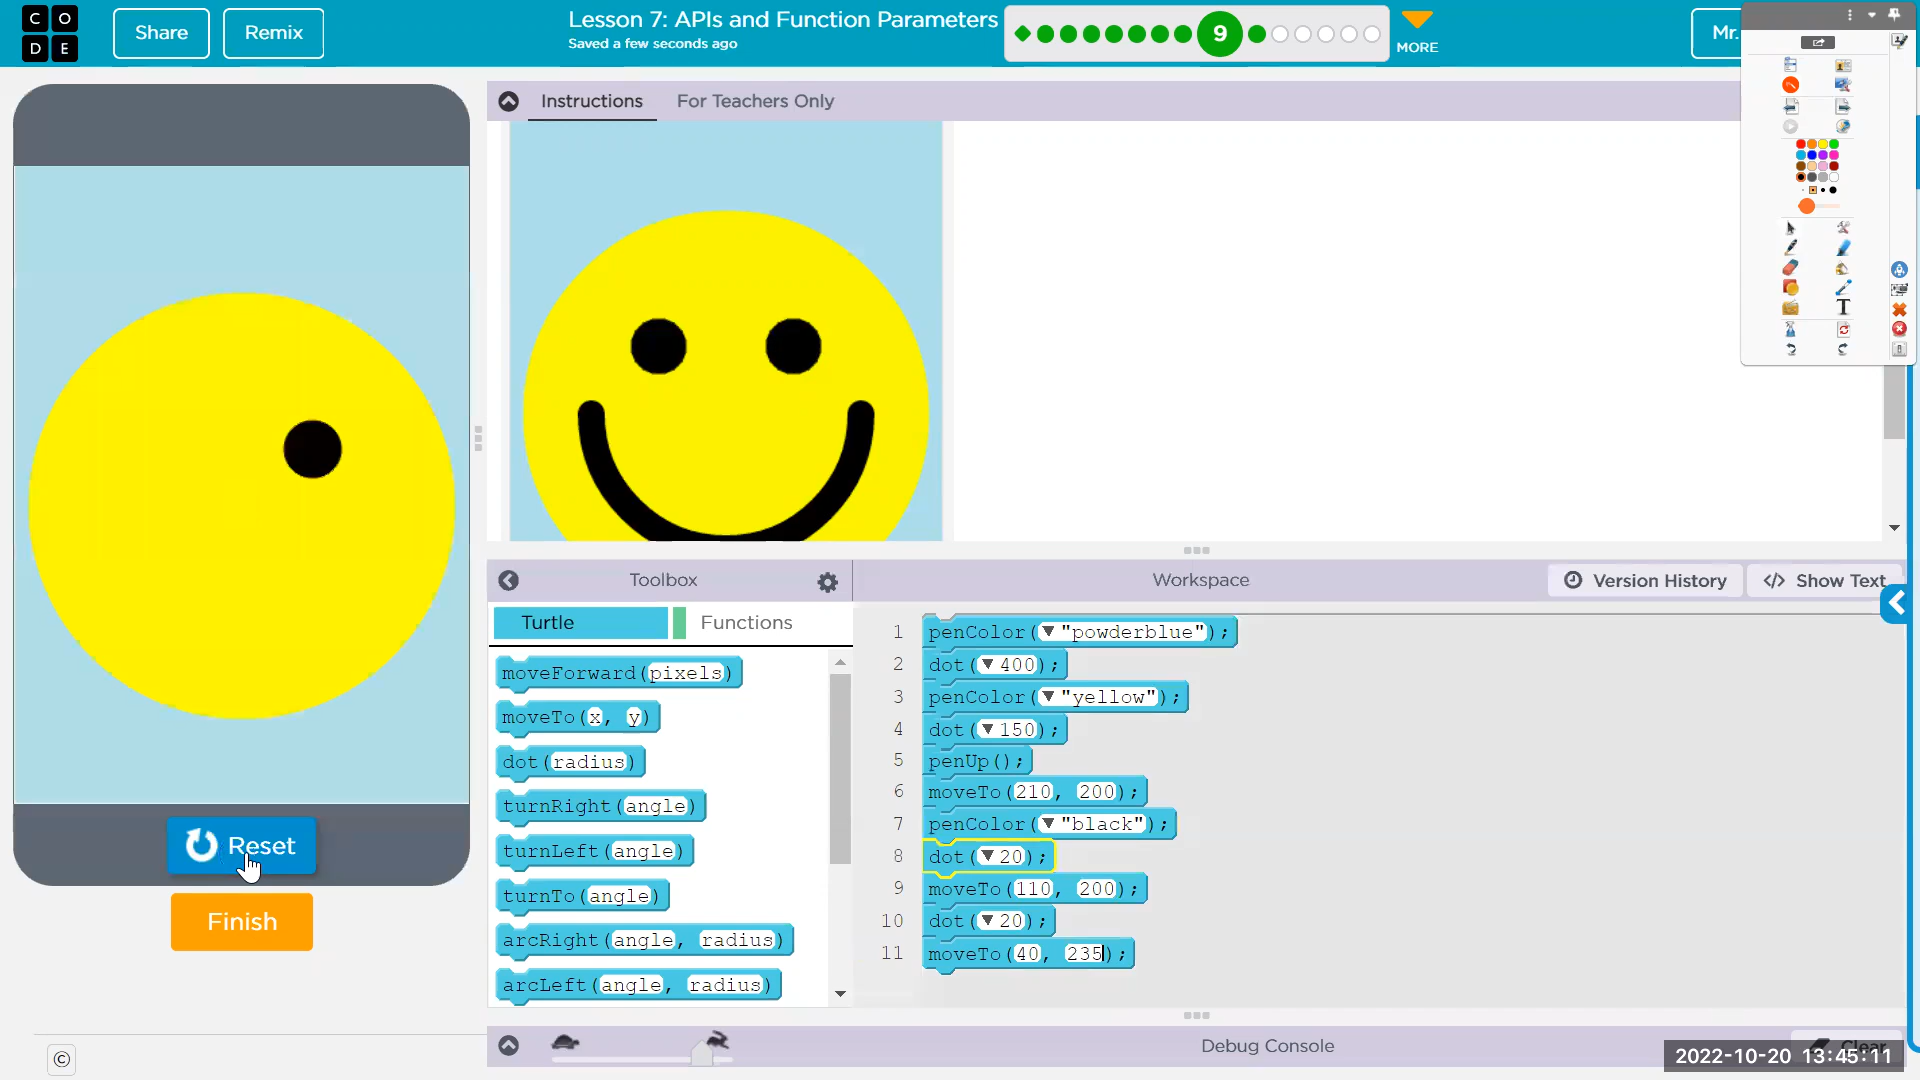 C O
D E
Share
Remix
Lesson 7: APIs and Function Parameters
Saved a few seconds ago
9
MORE
Mr.
Instructions
For Teachers Only
Reset
Finish
©
Toolbox
Turtle
Functions
moveForward(pixels)
moveTo(x, y)
dot(radius)
turnRight(angle)
turnLeft(angle)
turnTo(angle)
arcRight(angle, radius)
arcLeft(angle, radius)
Workspace
Version History
</> Show Text
1 penColor(▼"powderblue");
2 dot(▼400);
3 penColor(▼"yellow");
4 dot(▼150);
5 penUp();
6 moveTo(210, 200);
7 penColor(▼"black");
8 dot(▼20);
9 moveTo(110, 200);
10 dot(▼20);
11 moveTo(40, 235);
Debug Console
Clear
2022-10-20 13:45:11
T